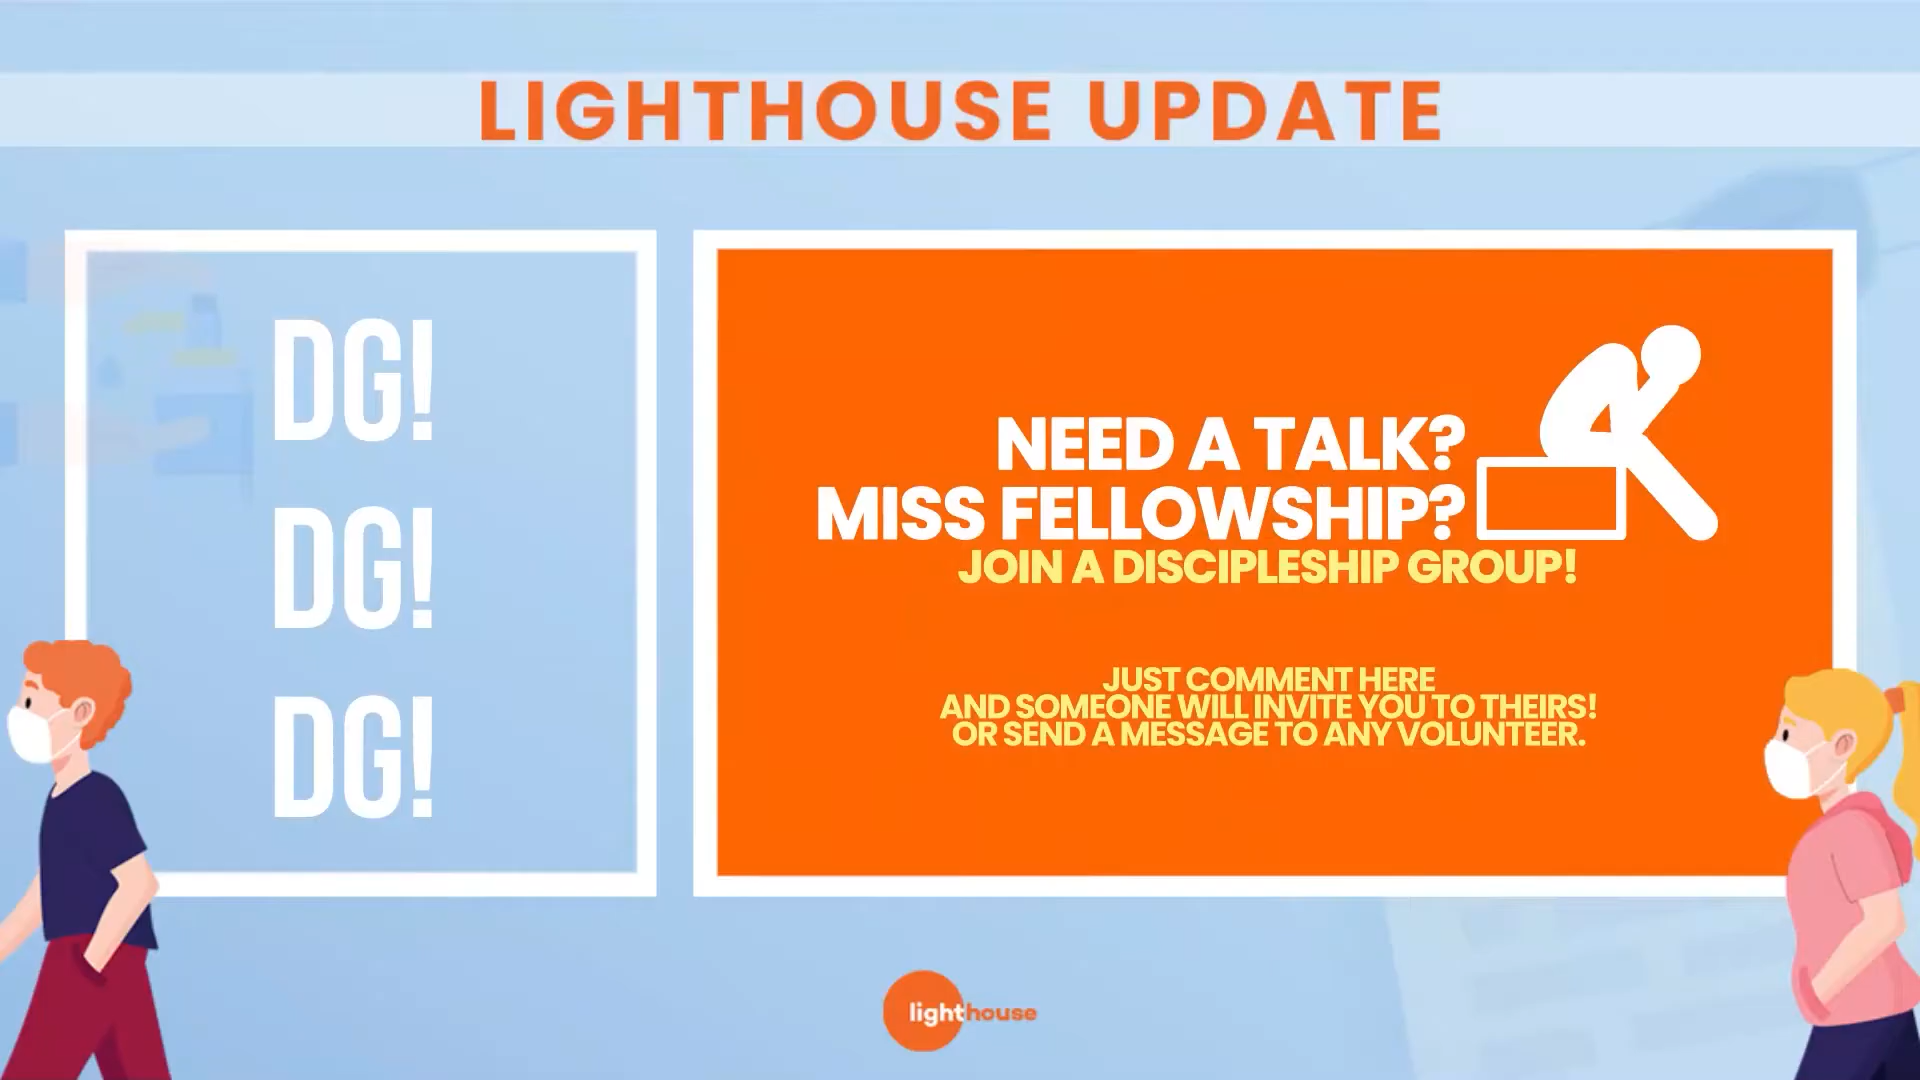 LIGHTHOUSE UPDATE
DG!
DG!
DG!
NEED A TALK?
MISS FELLOWSHIP?
JOIN A DISCIPLESHIP GROUP!
JUST COMMENT HERE
AND SOMEONE WILL INVITE YOU TO THEIRS!
OR SEND A MESSAGE TO ANY VOLUNTEER.
lighthouse